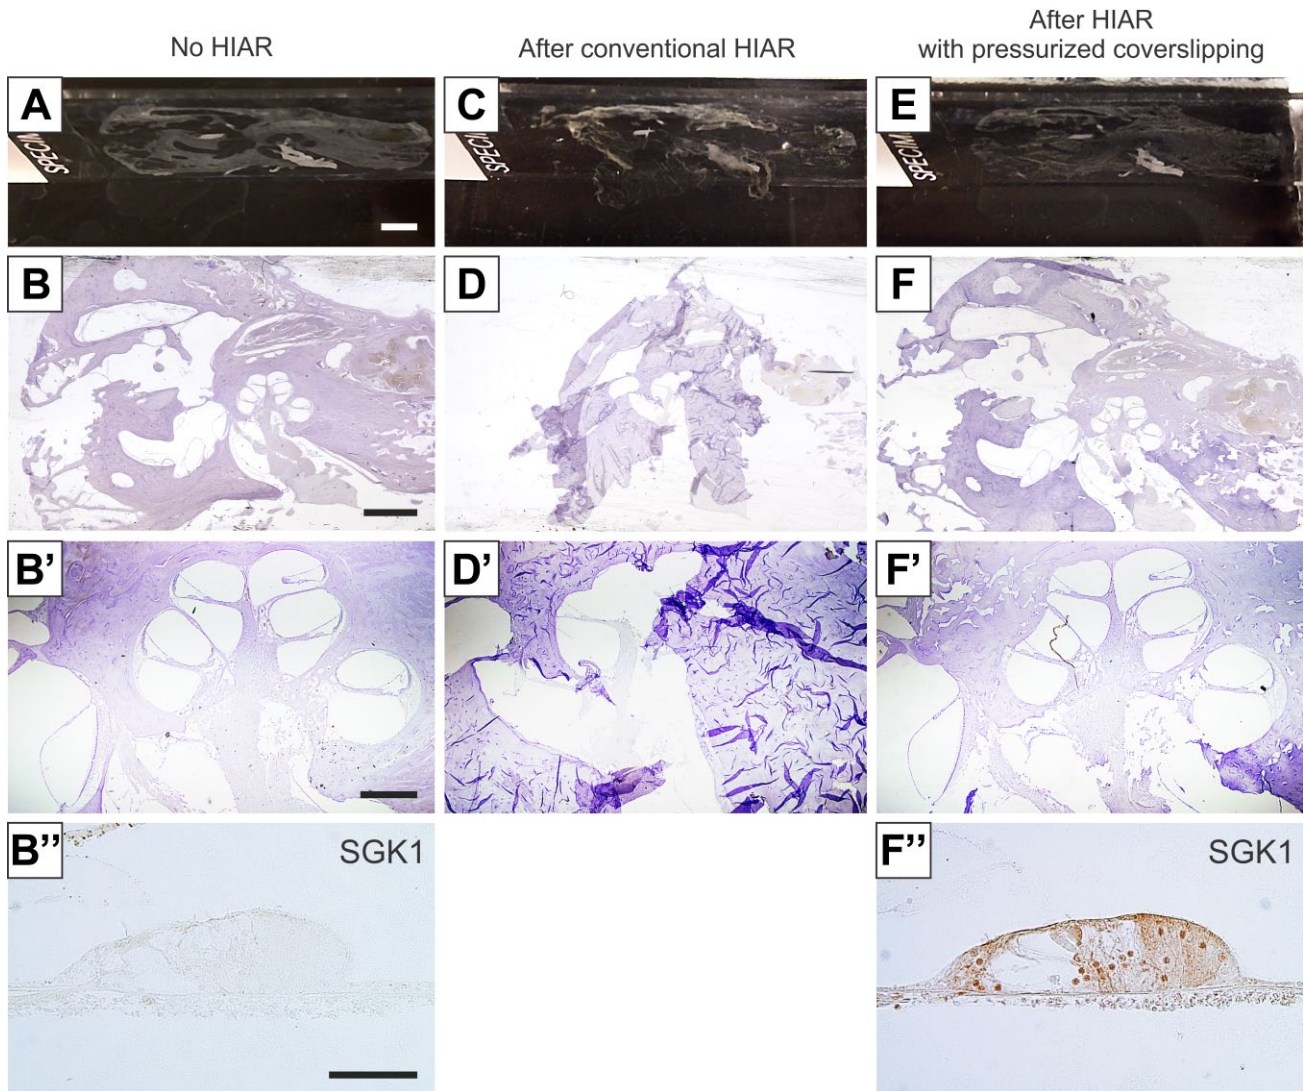 No HIAR
After conventional HIAR
After HIAR
with pressurized coverslipping
A
SPECIM
C
SPECIM
E
SPECIM
B
D
F
B’
D’
F’
B’’
SGK1
F’’
SGK1